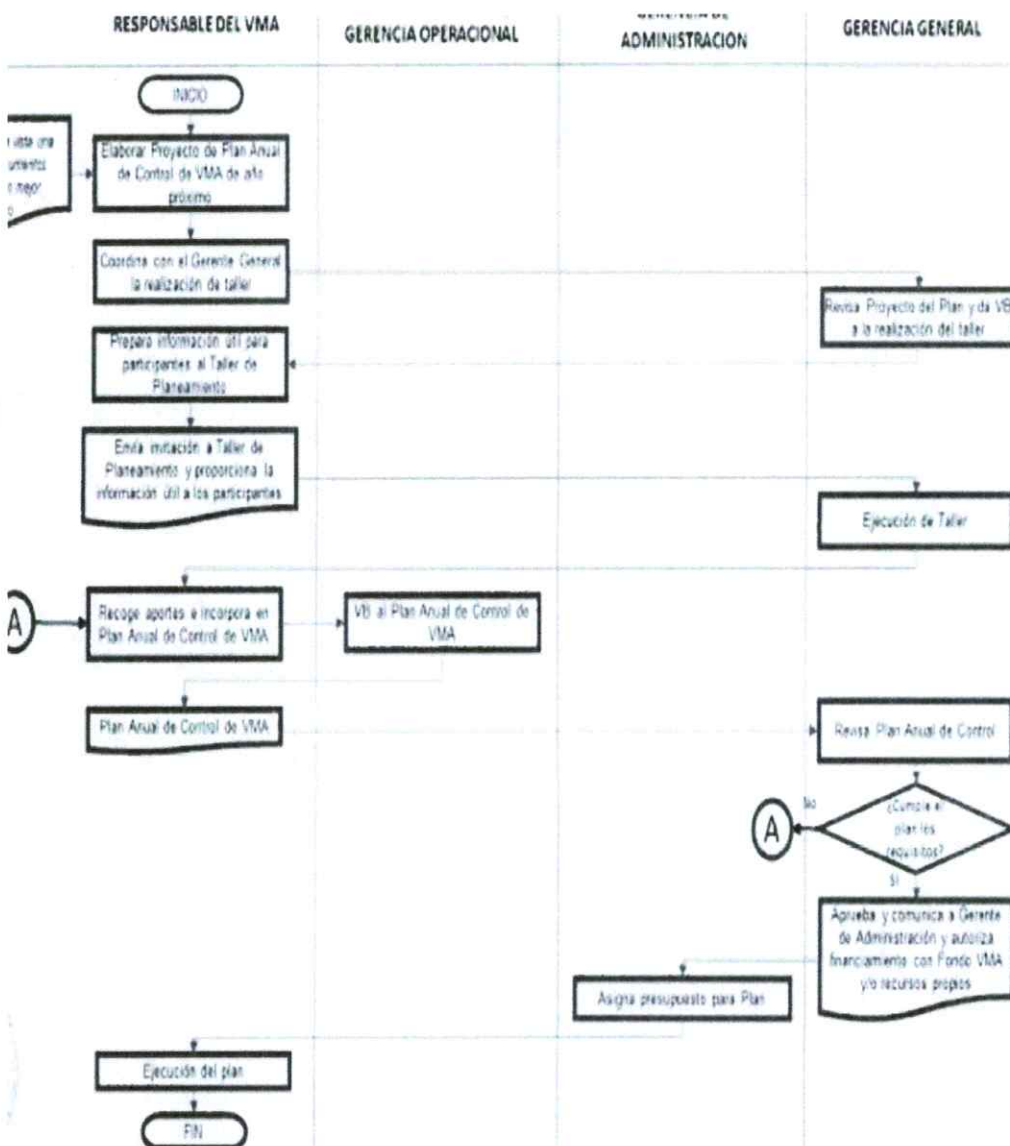 RESPONSABLE DEL VMA
GERENCIA OPERACIONAL
GERENCIA DE
ADMINISTRACION
GERENCIA GENERAL
INICIO
vista una
mejor
Elaborar Proyecto de Plan Anual
de Control de VMA de año
próximo
Coordina con el Gerente General
la realización de taller
Revisa Proyecto del Plan y da VB
a la realización del taller
Prepara información útil para
participantes al Taller de
Planeamiento
Envía invitación a Taller de
Planeamiento y proporciona la
información útil a los participantes
Ejecución de Taller
A
Recoge aportes e incorpora en
Plan Anual de Control de VMA
VB al Plan Anual de Control de
VMA
Plan Anual de Control de VMA
Revisa Plan Anual de Control
A
No
¿Cumple el
plan los
requisitos?
Si
Aprueba y comunica a Gerente
de Administración y autoriza
financiamiento con Fondo VMA
y/o recursos propios
Asigna presupuesto para Plan
Ejecución del plan
FIN